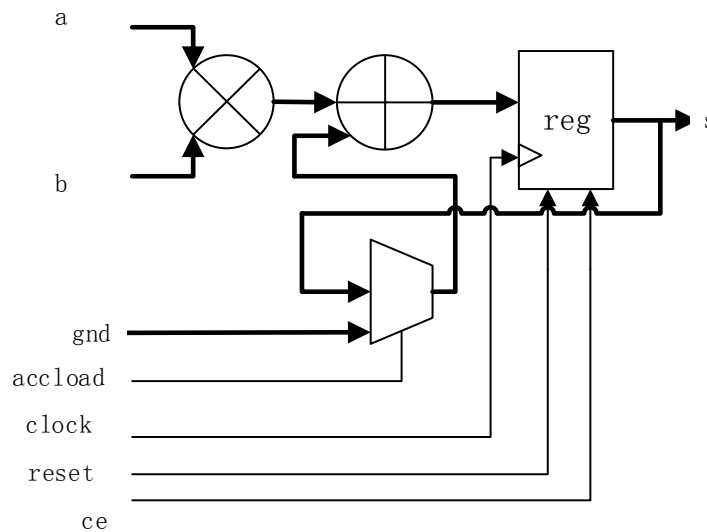 a
reg
s
b
gnd
accload
clock
reset
ce